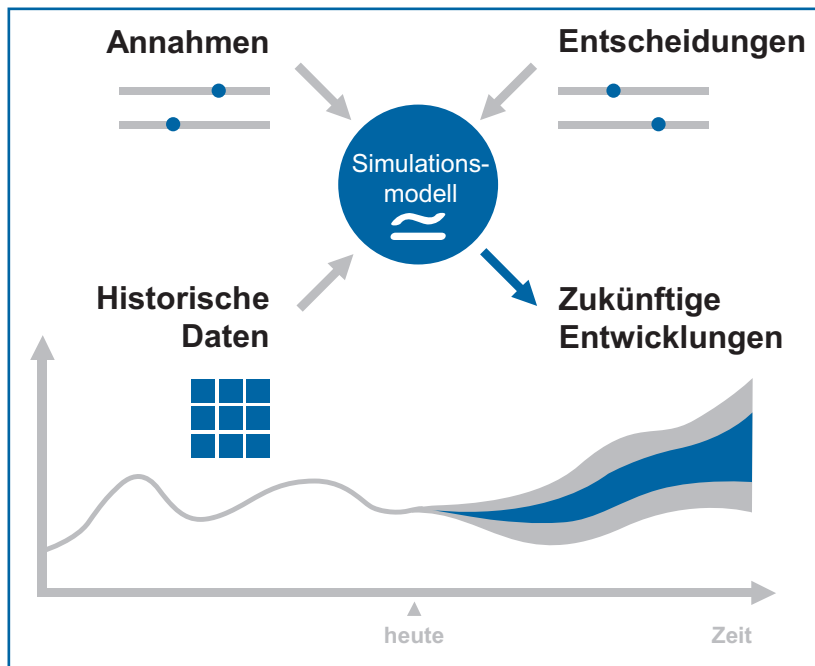 Annahmen
Entscheidungen
Simulations-
modell
Historische
Daten
Zukünftige
Entwicklungen
heute
Zeit